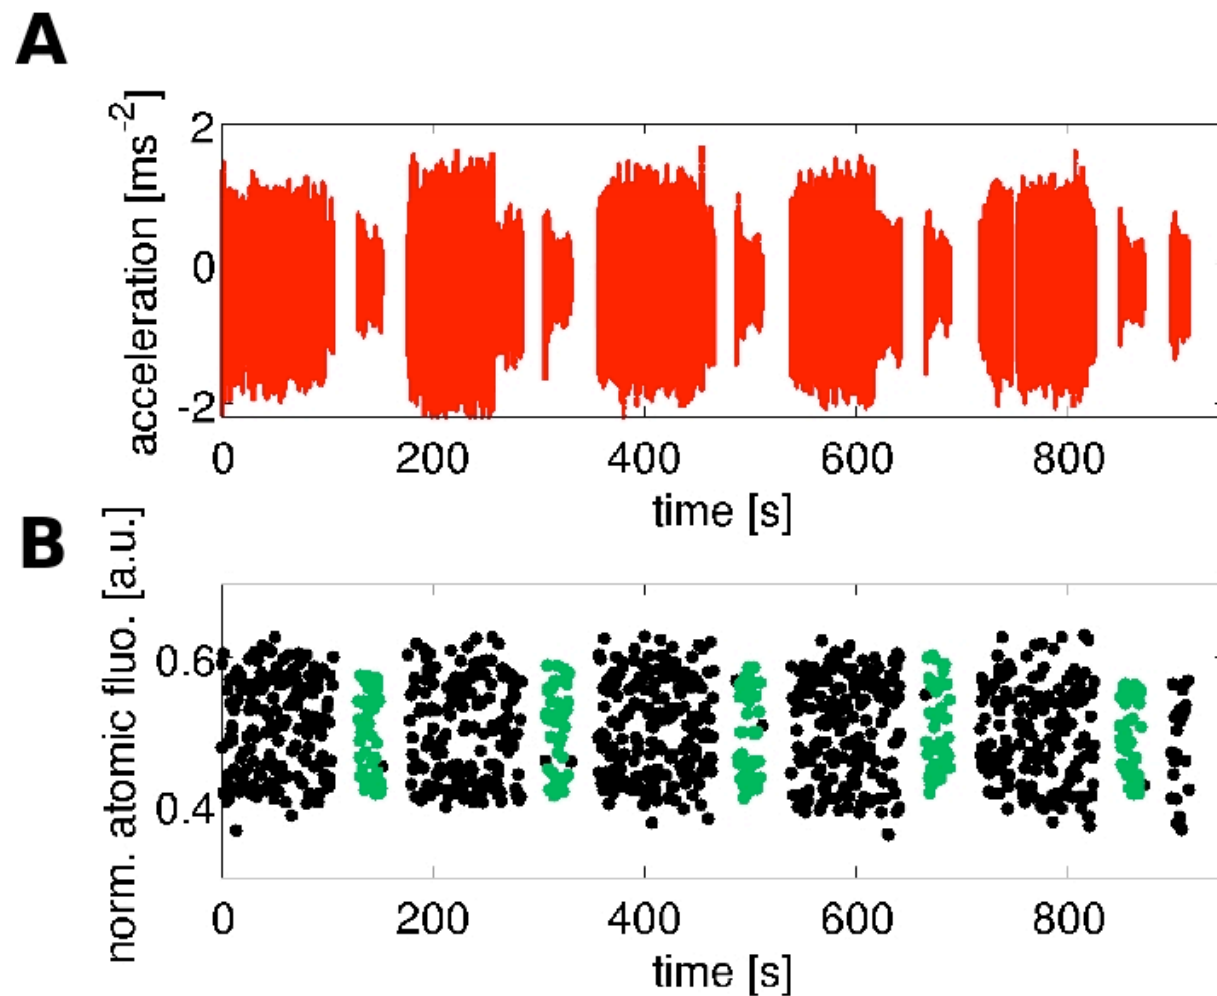 A
acceleration [ms⁻²]
2
0
-2
0 200 400 600 800
time [s]
B
norm. atomic fluo. [a.u.]
0.6
0.4
0 200 400 600 800
time [s]